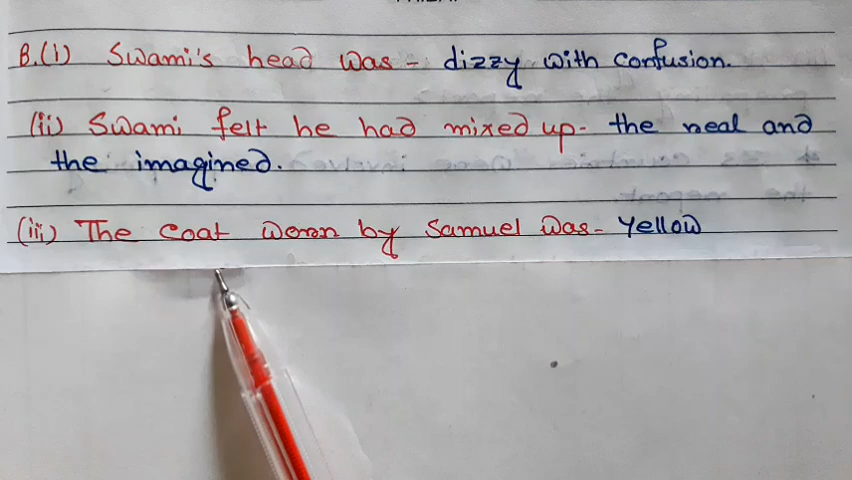 B.(i) Swami's head was - dizzy with confusion.
(ii) Swami felt he had mixed up - the real and
the imagined.
(iii) The coat woren by Samuel was - Yellow